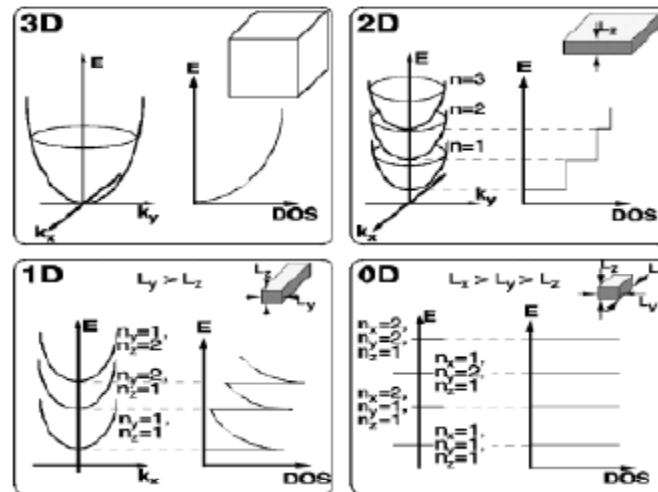 3D
E
E
k_y
k_x
DOS
2D
L_z
E
n=3
n=2
n=1
E
k_y
k_x
DOS
1D
L_y > L_z
L_z
L_y
E
n_y=1,
n_z=2
n_y=2,
n_z=1
n_y=1,
n_z=1
k_x
E
DOS
0D
L_x > L_y > L_z
L_z
L_y
E
n_x=2,
n_y=2,
n_z=1
n_x=1,
n_y=2,
n_z=1
n_x=2,
n_y=1,
n_z=1
n_x=1,
n_y=1,
n_z=1
E
DOS